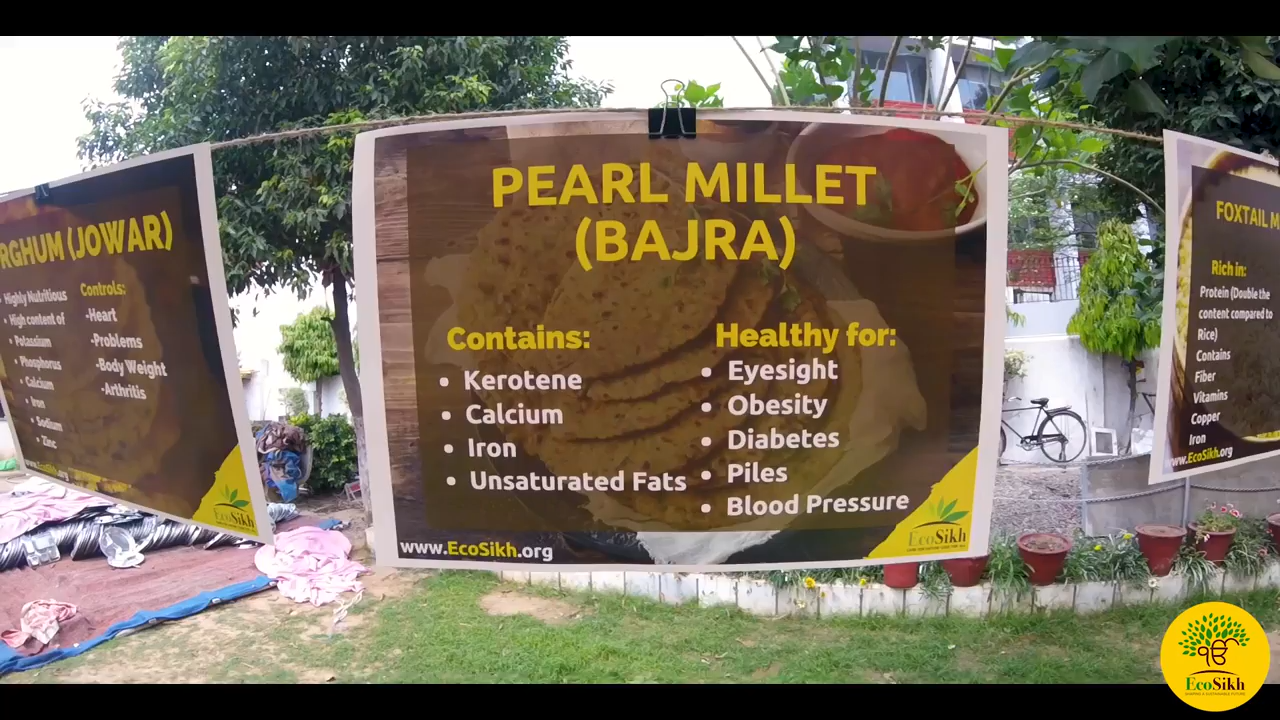 RGHUM (JOWAR)
Highly Nutritious
High content of
Potassium
Phosphorus
Calcium
Iron
Sodium
Zinc
Controls:
-Heart
-Problems
-Body Weight
-Arthritis
www.EcoSikh.org
EcoSikh
PEARL MILLET
(BAJRA)
Contains:
• Kerotene
• Calcium
• Iron
• Unsaturated Fats
Healthy for:
• Eyesight
• Obesity
• Diabetes
• Piles
• Blood Pressure
www.EcoSikh.org
EcoSikh
FOXTAIL M
Rich in:
Protein (Double the
content compared to
Rice)
Contains
Fiber
Vitamins
Copper
Iron
www.EcoSikh.org
ੴ
EcoSikh